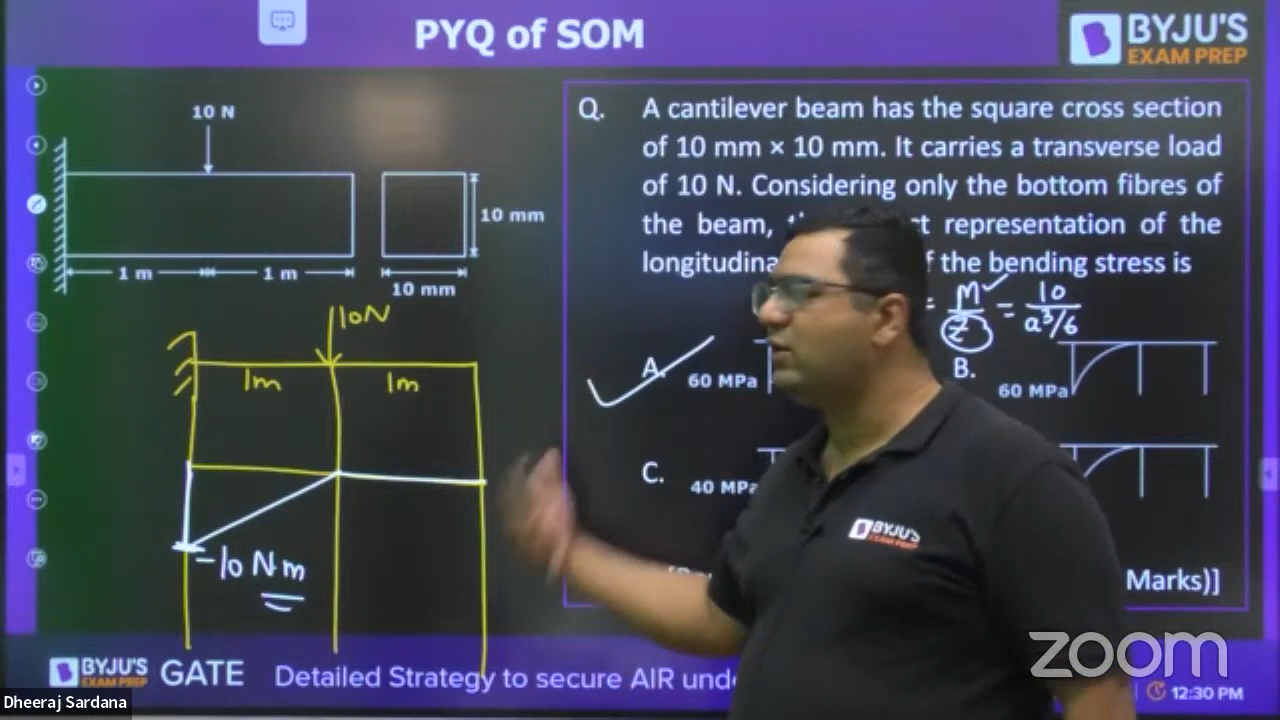 PYQ of SOM
BYJU'S
EXAM PREP
10 N
10 mm
1 m
1 m
10 mm
Q. A cantilever beam has the square cross section
of 10 mm × 10 mm. It carries a transverse load
of 10 N. Considering only the bottom fibres of
the beam, representation of the
longitudina the bending stress is
= M/Z = 10/a³/6
10N
1m
1m
-10 Nm
A. 60 MPa
B. 60 MPa
C. 40 MPa
Marks)]
BYJU'S
EXAM PREP
BYJU'S
EXAM PREP
GATE
Detailed Strategy to secure AIR
zoom
12:30 PM
Dheeraj Sardana